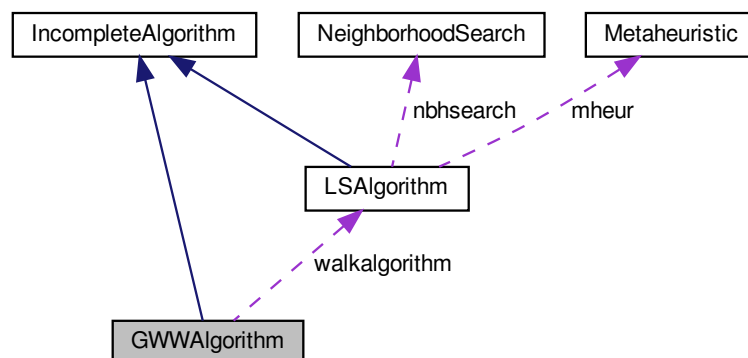 IncompleteAlgorithm
NeighborhoodSearch
Metaheuristic
nbhsearch
mheur
LSAlgorithm
walkalgorithm
GWWAlgorithm